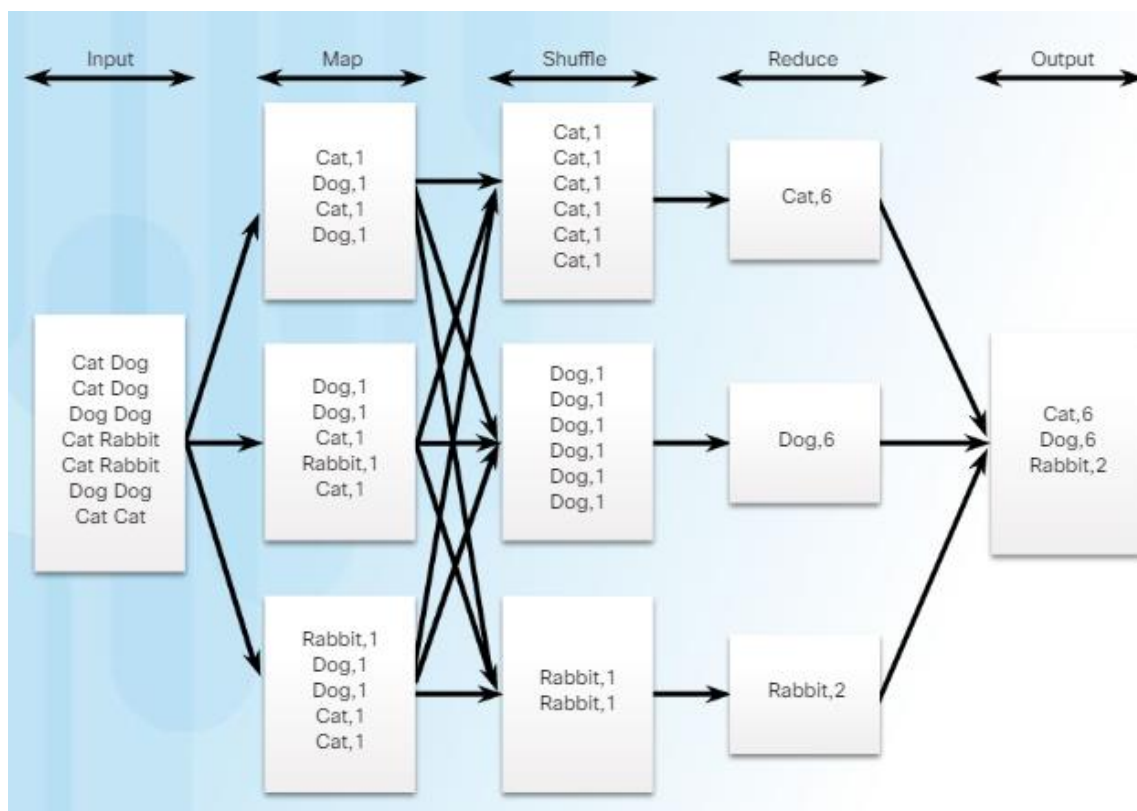 Input
Map
Shuffle
Reduce
Output
Cat Dog
Cat Dog
Dog Dog
Cat Rabbit
Cat Rabbit
Dog Dog
Cat Cat
Cat,1
Dog,1
Cat,1
Dog,1
Dog,1
Dog,1
Cat,1
Rabbit,1
Cat,1
Rabbit,1
Dog,1
Dog,1
Cat,1
Cat,1
Cat,1
Cat,1
Cat,1
Cat,1
Cat,1
Cat,1
Dog,1
Dog,1
Dog,1
Dog,1
Dog,1
Dog,1
Rabbit,1
Rabbit,1
Cat,6
Dog,6
Rabbit,2
Cat,6
Dog,6
Rabbit,2